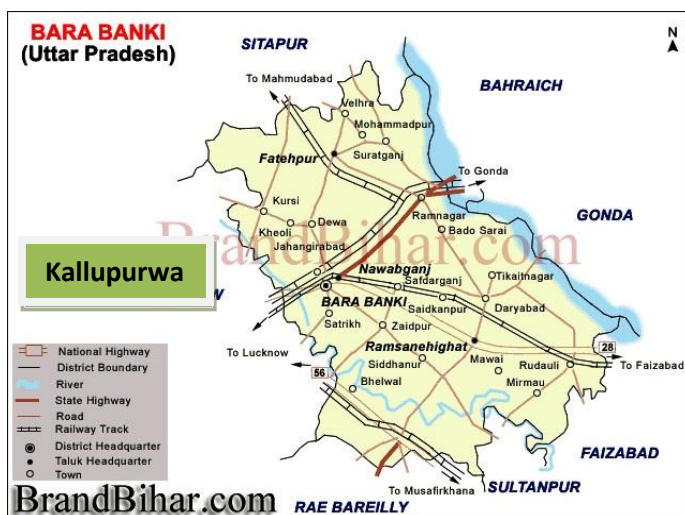 BARA BANKI
(Uttar Pradesh)
SITAPUR
N
To Mahmudabad
BAHRAICH
Velhra
Mohammadpur
Fatehpur
Suratganj
To Gonda
Kursi
Ramnagar
GONDA
Kheoli
Dewa
Bado Sarai
Jahangirabad
BrandBihar.com
Kallupurwa
W
Nawabganj
Safdarganj
Tikaitnagar
BARA BANKI
Saidkanpur
Daryabad
Satrikh
Zaidpur
Ramsanehighat
To Lucknow
28
Siddhanur
Mawai
Rudauli
To Faizabad
56
Bhelwal
Mirmau
National Highway
District Boundary
River
State Highway
Road
Railway Track
District Headquarter
Taluk Headquarter
Town
FAIZABAD
To Musafirkhana
SULTANPUR
BrandBihar.com
RAE BAREILLY